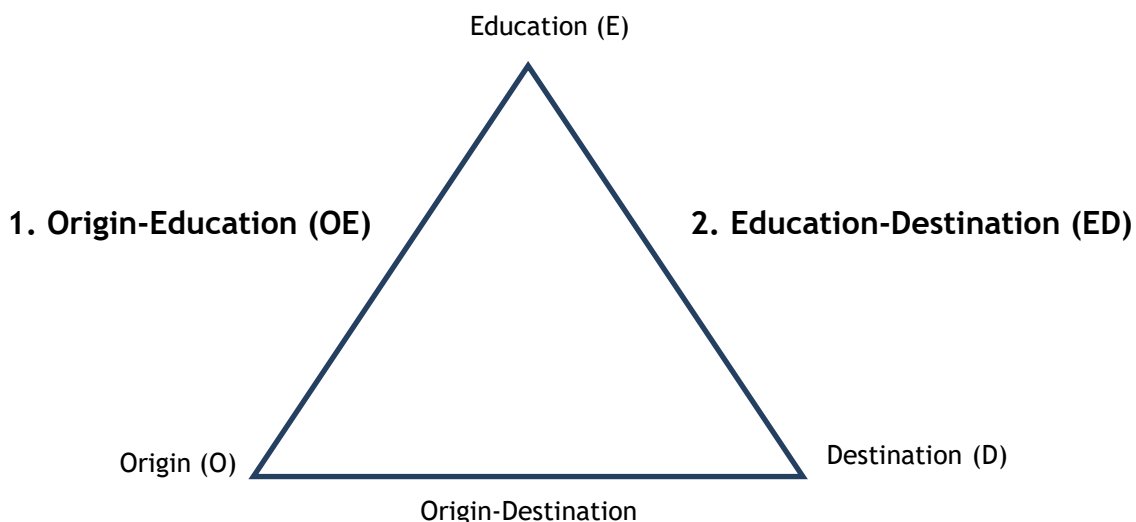 Education (E)
1. Origin-Education (OE)
2. Education-Destination (ED)
Origin (O)
Destination (D)
Origin-Destination